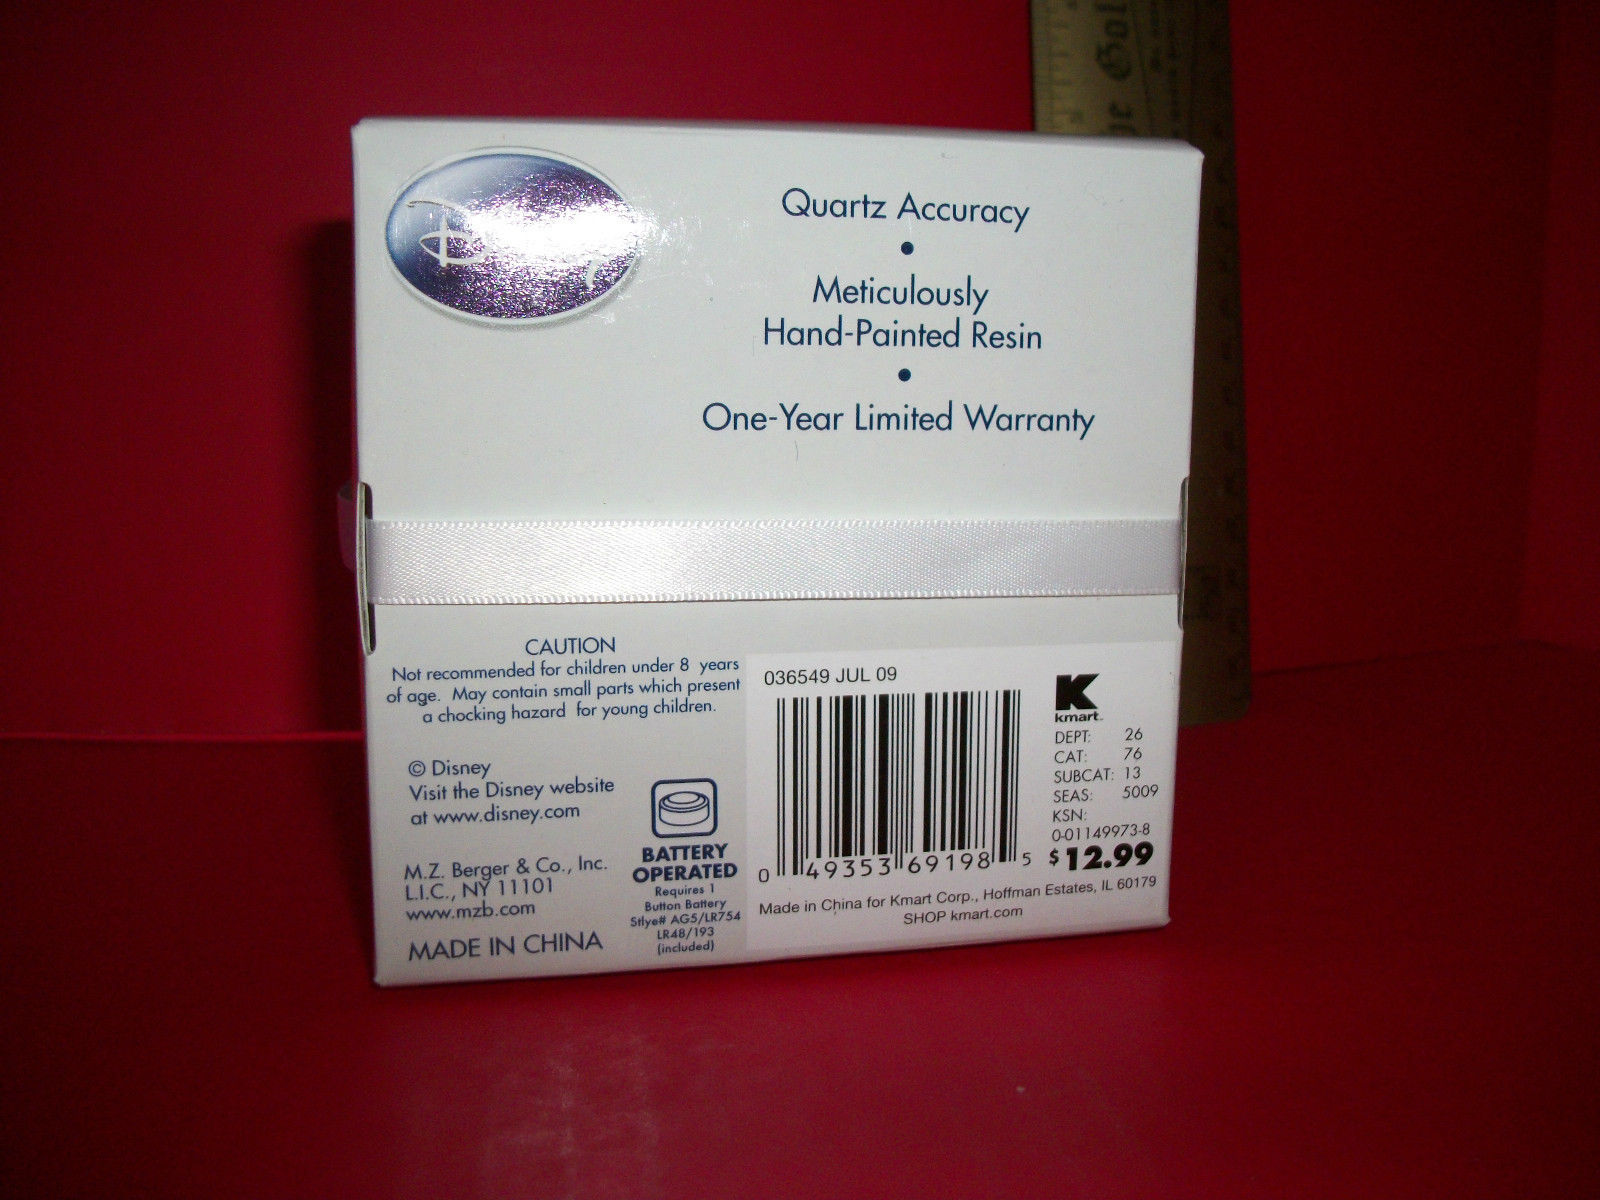 Disney
Quartz Accuracy
•
Meticulously
Hand-Painted Resin
•
One-Year Limited Warranty
CAUTION
Not recommended for children under 8 years
of age. May contain small parts which present
a chocking hazard for young children.
© Disney
Visit the Disney website
at www.disney.com
M.Z. Berger & Co., Inc.
L.I.C., NY 11101
www.mzb.com
MADE IN CHINA
BATTERY
OPERATED
Requires 1
Button Battery
Stlye# AG5/LR754
LR48/193
(included)
036549 JUL 09
0 49353 69198 5
K
kmart
DEPT: 26
CAT: 76
SUBCAT: 13
SEAS: 5009
KSN:
0-01149973-8
$12.99
Made in China for Kmart Corp., Hoffman Estates, IL 60179
SHOP kmart.com